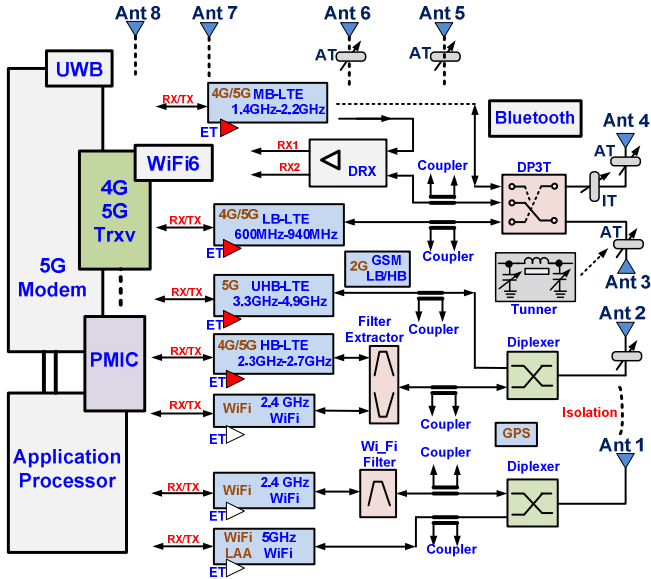 Ant 8
Ant 7
Ant 6
Ant 5
AT
AT
UWB
4G/5G MB-LTE
1.4GHz-2.2GHz
RX/TX
ET
Bluetooth
Ant 4
WiFi6
RX1
RX2
DRX
Coupler
DP3T
AT
IT
4G
5G
Trxv
4G/5G LB-LTE
600MHz-940MHz
RX/TX
ET
Coupler
AT
5G
Modem
2G GSM
LB/HB
Ant 3
Tunner
5G UHB-LTE
3.3GHz-4.9GHz
RX/TX
ET
Coupler
Ant 2
PMIC
4G/5G UHB-LTE
2.3GHz-2.7GHz
RX/TX
ET
Filter
Extractor
Diplexer
WiFi 2.4 GHz
WiFi
RX/TX
ET
Coupler
Isolation
GPS
Ant 1
Application
Processor
Wi_Fi
Filter
Coupler
Diplexer
WiFi 2.4 GHz
WiFi
RX/TX
ET
WiFi 5GHz
LAA WiFi
RX/TX
ET
Coupler